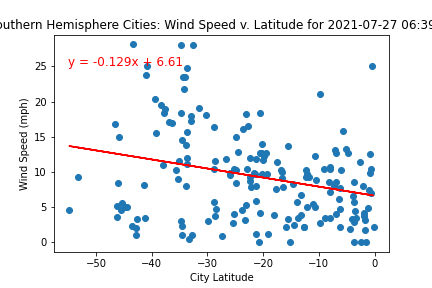 outhern Hemisphere Cities: Wind Speed v. Latitude for 2021-07-27 06:39
y = -0.129x + 6.61
25
20
15
10
5
0
Wind Speed (mph)
−50 −40 −30 −20 −10 0
City Latitude